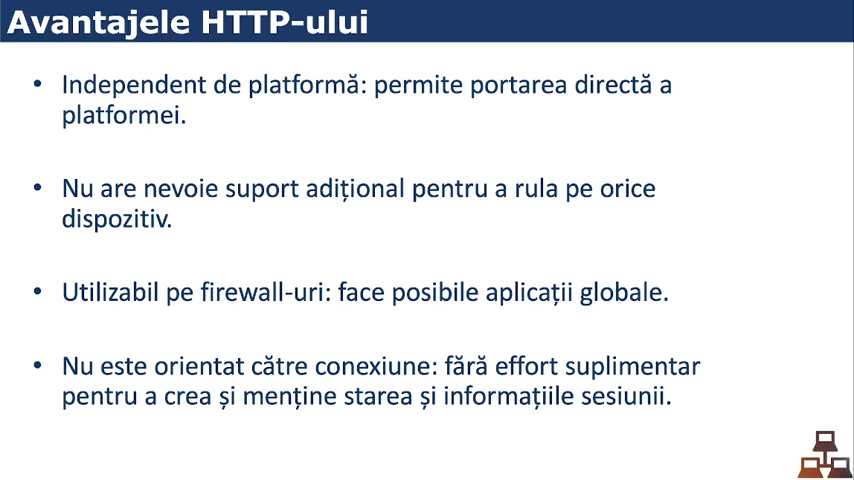 Avantajele HTTP-ului
• Independent de platformă: permite portarea directă a
platformei.
• Nu are nevoie suport adițional pentru a rula pe orice
dispozitiv.
• Utilizabil pe firewall-uri: face posibile aplicații globale.
• Nu este orientat către conexiune: fără effort suplimentar
pentru a crea și menține starea și informațiile sesiunii.